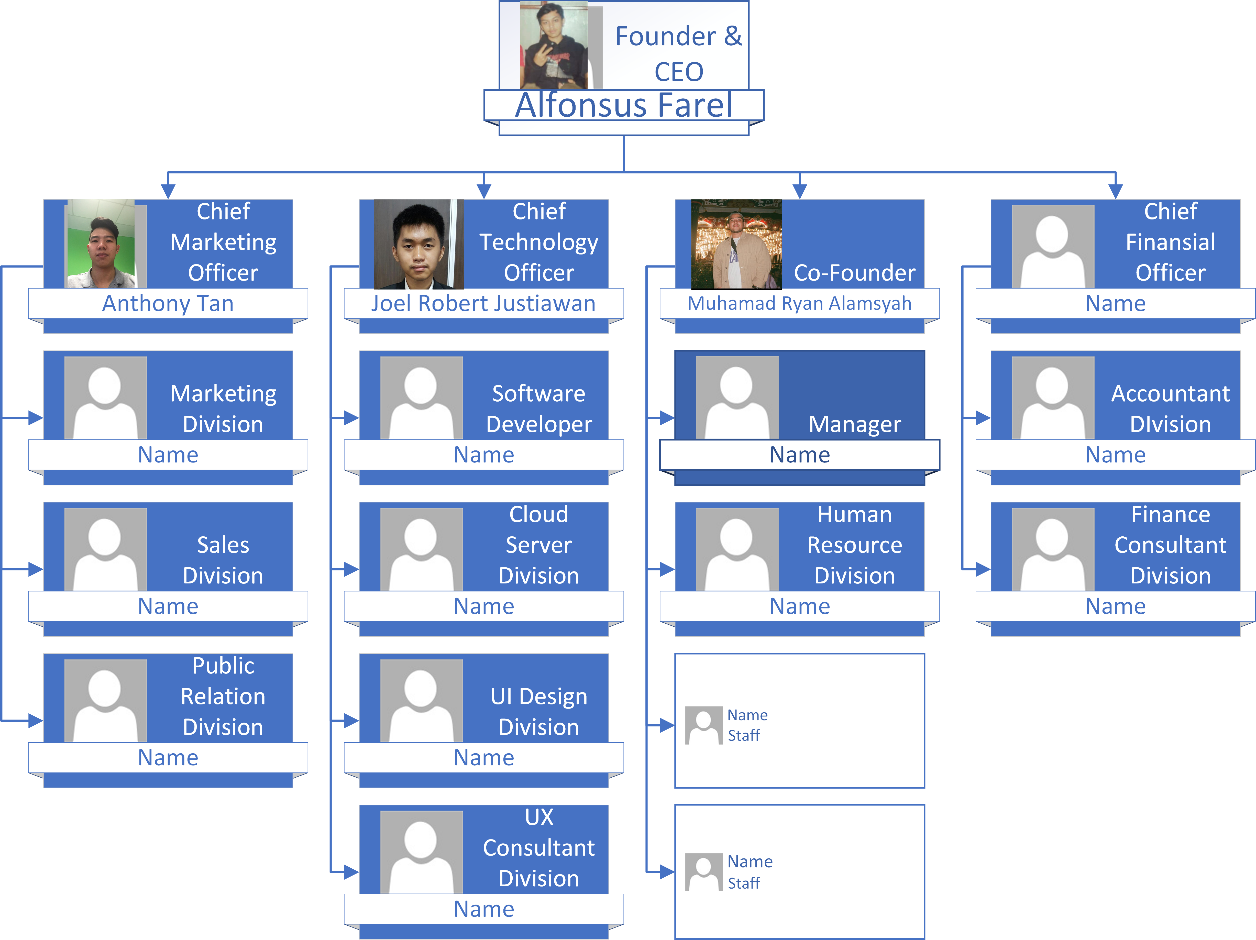 Founder &
CEO
Alfonsus Farel
Chief
Marketing
Officer
Anthony Tan
Chief
Technology
Officer
Joel Robert Justiawan
Co-Founder
Muhamad Ryan Alamsyah
Chief
Finansial
Officer
Name
Marketing
Division
Name
Software
Developer
Name
Manager
Name
Accountant
DIvision
Name
Sales
Division
Name
Cloud
Server
Division
Name
Human
Resource
Division
Name
Finance
Consultant
Division
Name
Public
Relation
Division
Name
UI Design
Division
Name
Name
Staff
UX
Consultant
Division
Name
Name
Staff